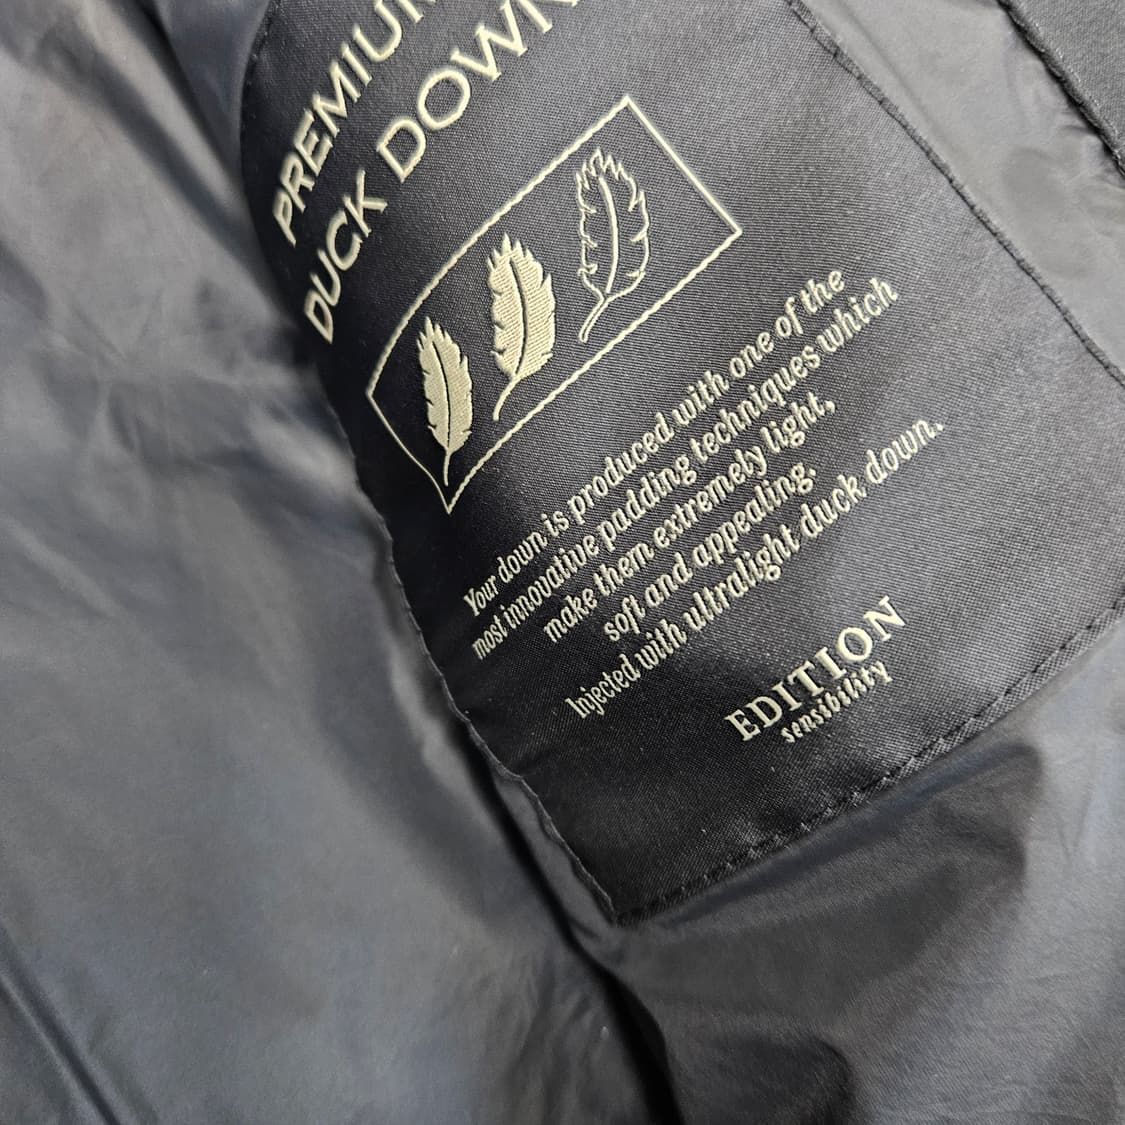 PREMIUM
DUCK DOWN
Your down is produced with one of the
most innovative padding techniques which
make them extremely light,
soft and appealing.
Injected with ultralight duck down.
EDITION
sensibility